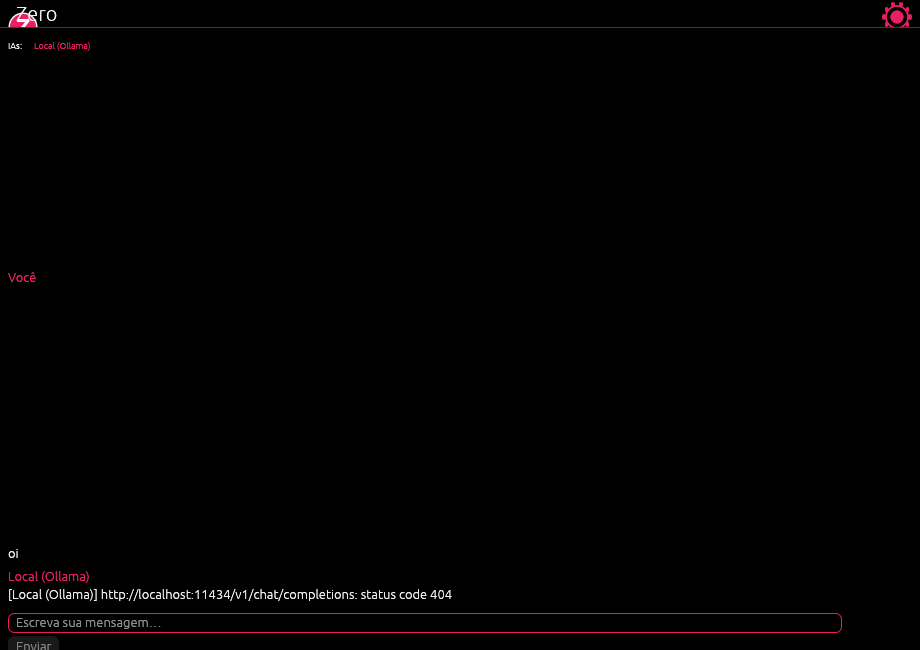 Zero
IAs: Local (Ollama)
Você
oi
Local (Ollama)
[Local (Ollama)] http://localhost:11434/v1/chat/completions: status code 404
Escreva sua mensagem…
Enviar